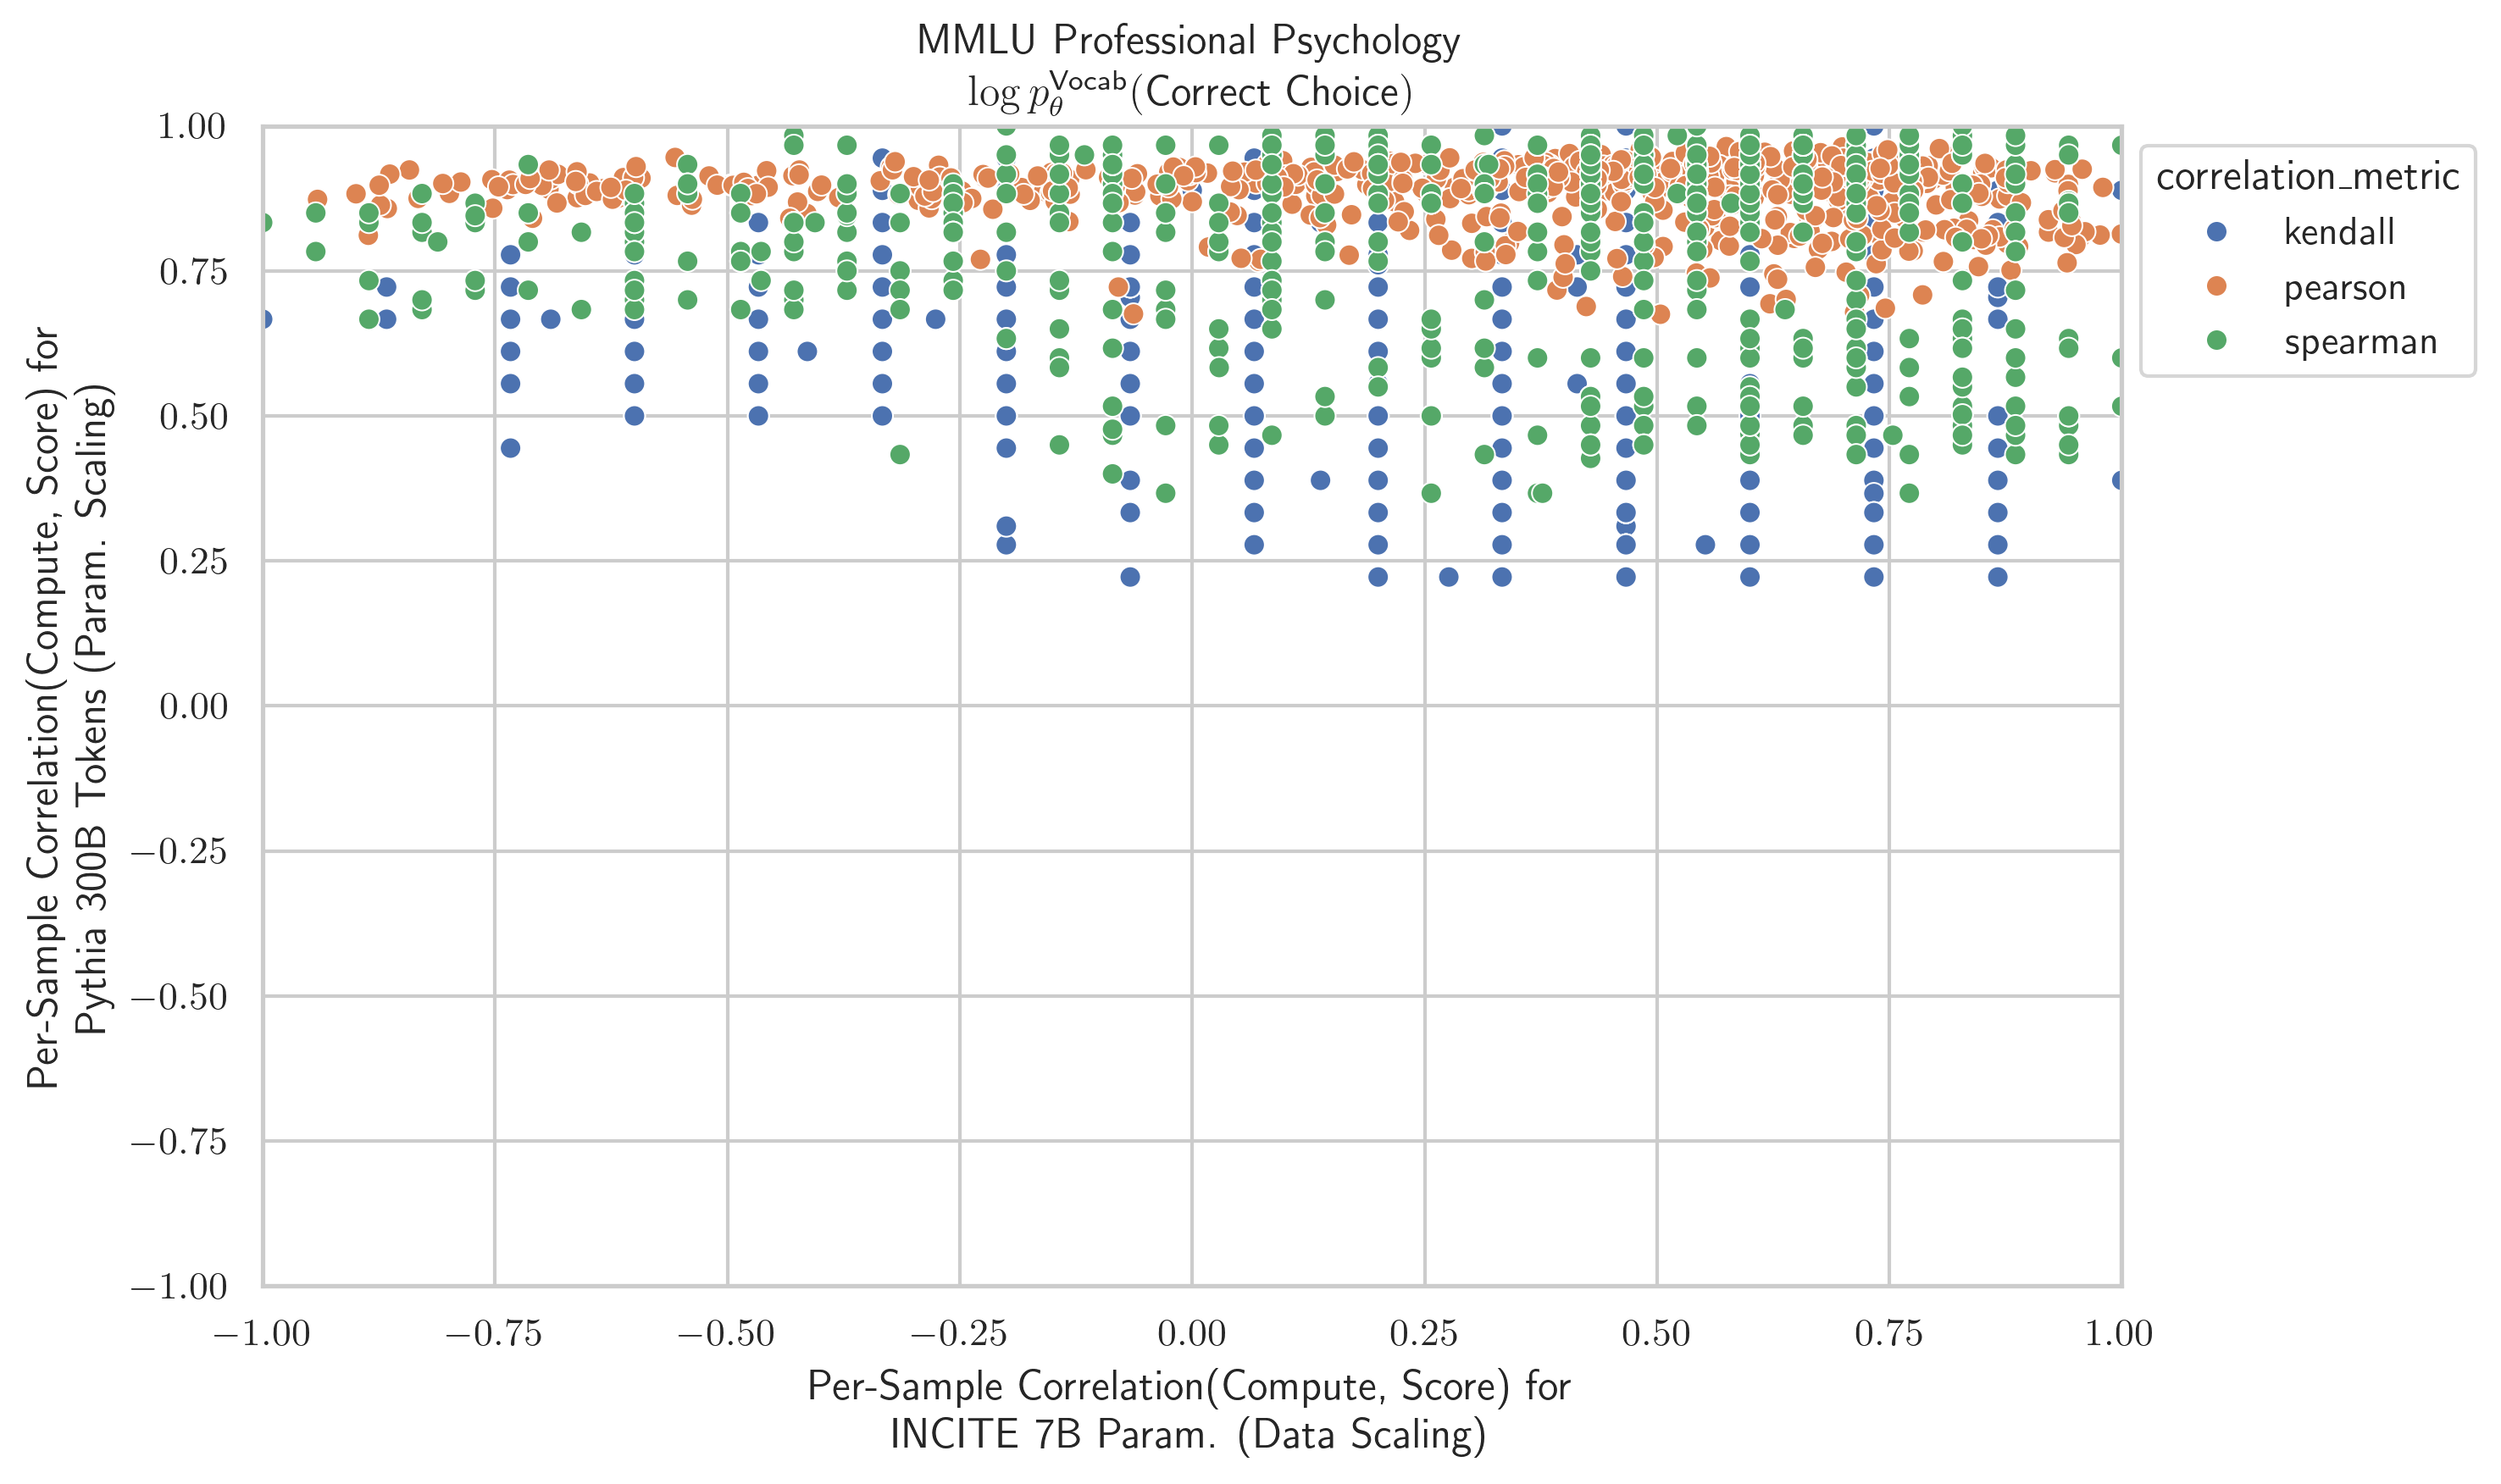 MMLU Professional Psychology
log p_θ^Vocab(Correct Choice)
Per-Sample Correlation(Compute, Score) for
Pythia 300B Tokens (Param. Scaling)
1.00
0.75
0.50
0.25
0.00
−0.25
−0.50
−0.75
−1.00
−1.00 −0.75 −0.50 −0.25 0.00 0.25 0.50 0.75 1.00
Per-Sample Correlation(Compute, Score) for
INCITE 7B Param. (Data Scaling)
correlation_metric
kendall
pearson
spearman